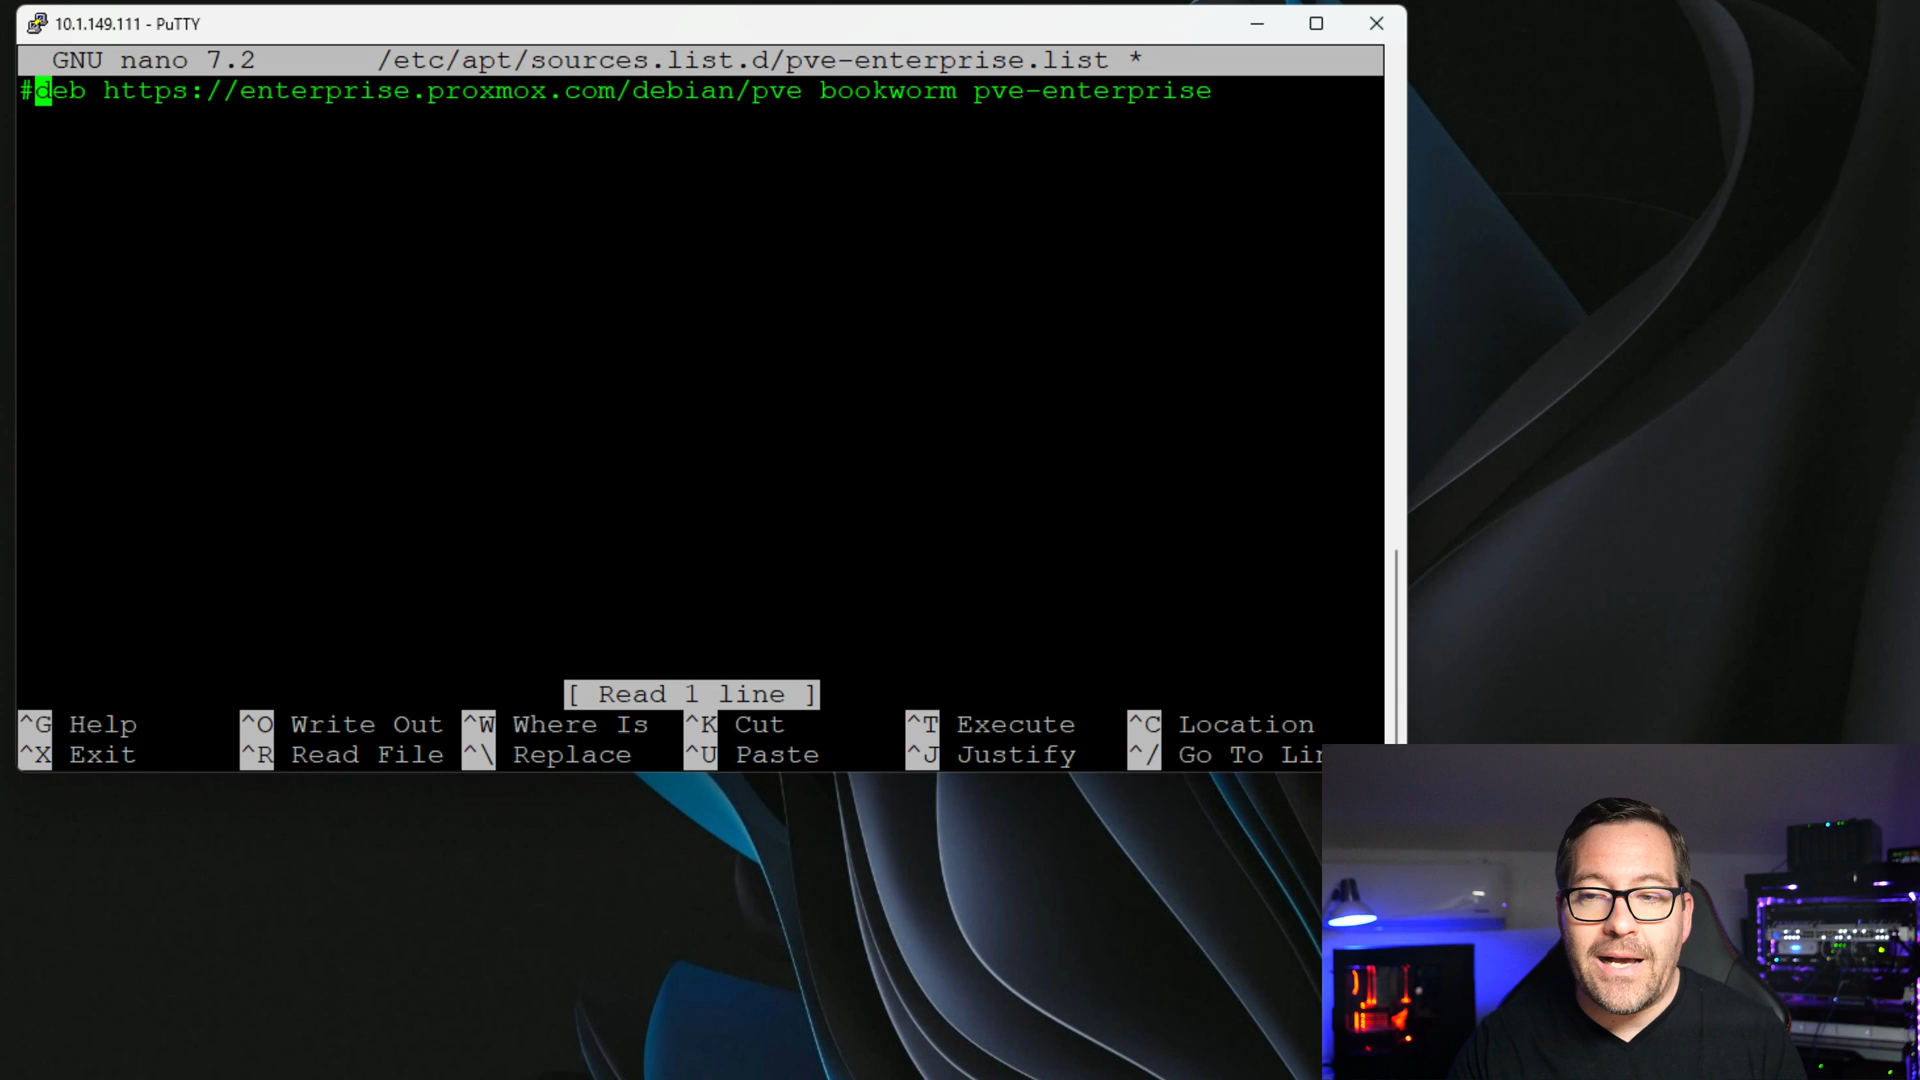 10.1.149.111 - PuTTY
GNU nano 7.2 /etc/apt/sources.list.d/pve-enterprise.list *
#deb https://enterprise.proxmox.com/debian/pve bookworm pve-enterprise
[ Read 1 line ]
^G Help ^O Write Out ^W Where Is ^K Cut ^T Execute ^C Location
^X Exit ^R Read File ^\ Replace ^U Paste ^J Justify ^/ Go To Lin